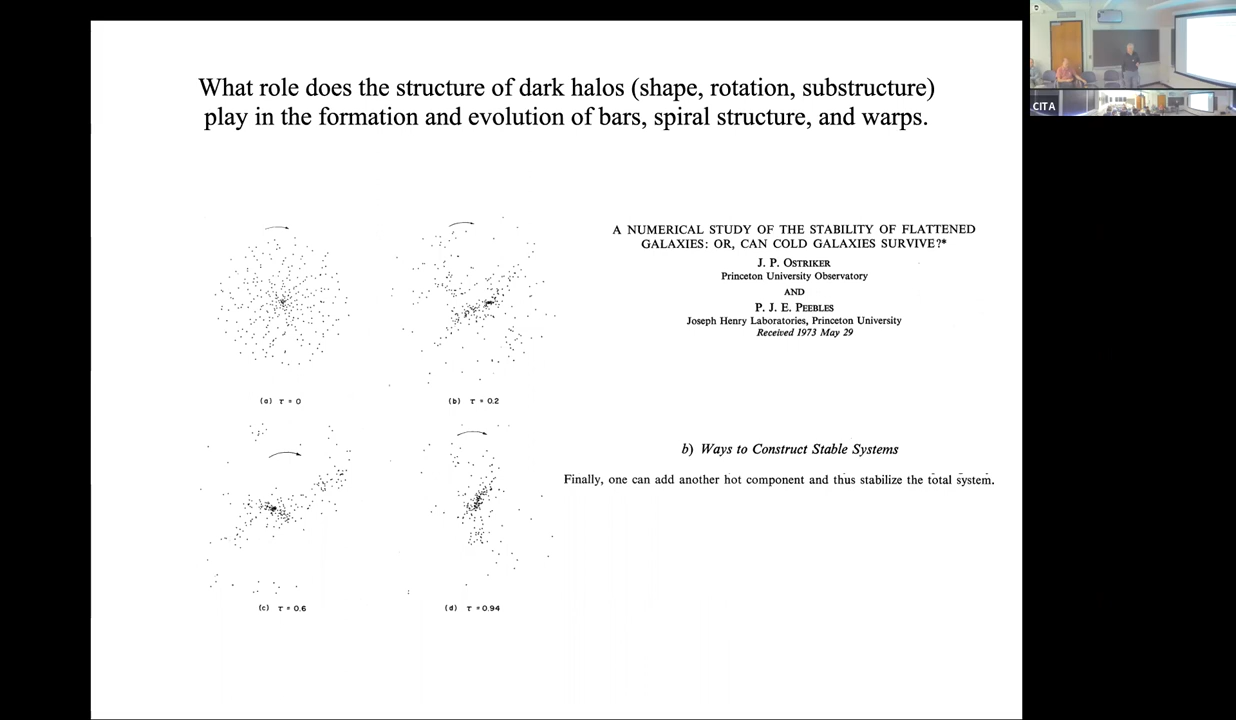 What role does the structure of dark halos (shape, rotation, substructure)
play in the formation and evolution of bars, spiral structure, and warps.
A NUMERICAL STUDY OF THE STABILITY OF FLATTENED
GALAXIES: OR, CAN COLD GALAXIES SURVIVE?*
J. P. OSTRIKER
Princeton University Observatory
AND
P. J. E. PEEBLES
Joseph Henry Laboratories, Princeton University
Received 1973 May 29
(a) τ = 0
(b) τ = 0.2
(c) τ = 0.6
(d) τ = 0.94
b) Ways to Construct Stable Systems
Finally, one can add another hot component and thus stabilize the total system.
CITA